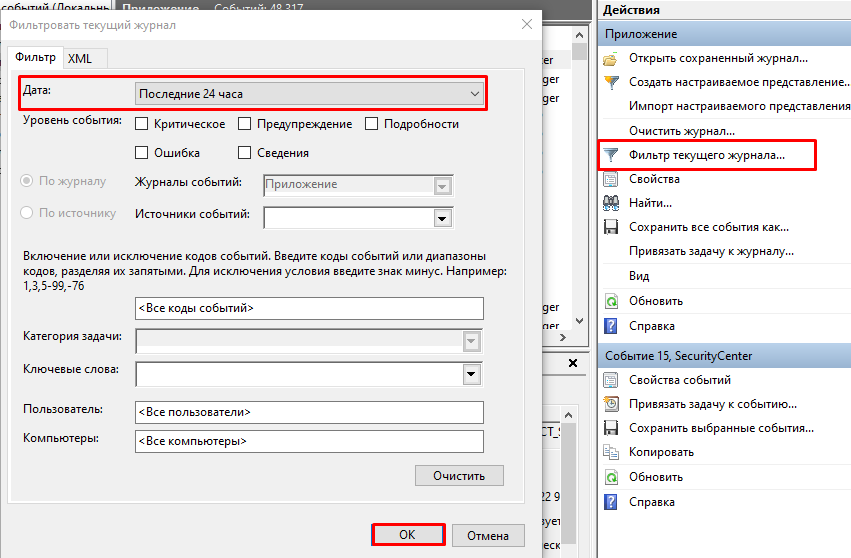 событий (Локальны
Приложение Событий: 48 317
Фильтровать текущий журнал
Фильтр XML
Дата: Последние 24 часа
Уровень события: Критическое Предупреждение Подробности
Ошибка Сведения
По журналу Журналы событий: Приложение
По источнику Источники событий:
Включение или исключение кодов событий. Введите коды событий или диапазоны
кодов, разделяя их запятыми. Для исключения условия введите знак минус. Например:
1,3,5-99,-76
<Все коды событий>
Категория задачи:
Ключевые слова:
Пользователь: <Все пользователи>
Компьютеры: <Все компьютеры>
Очистить
ОК Отмена
Действия
Приложение
Открыть сохраненный журнал...
Создать настраиваемое представление...
Импорт настраиваемого представления
Очистить журнал...
Фильтр текущего журнала...
Свойства
Найти...
Сохранить все события как...
Привязать задачу к журналу...
Вид
Обновить
Справка
Событие 15, SecurityCenter
Свойства событий
Привязать задачу к событию...
Сохранить выбранные события...
Копировать
Обновить
Справка